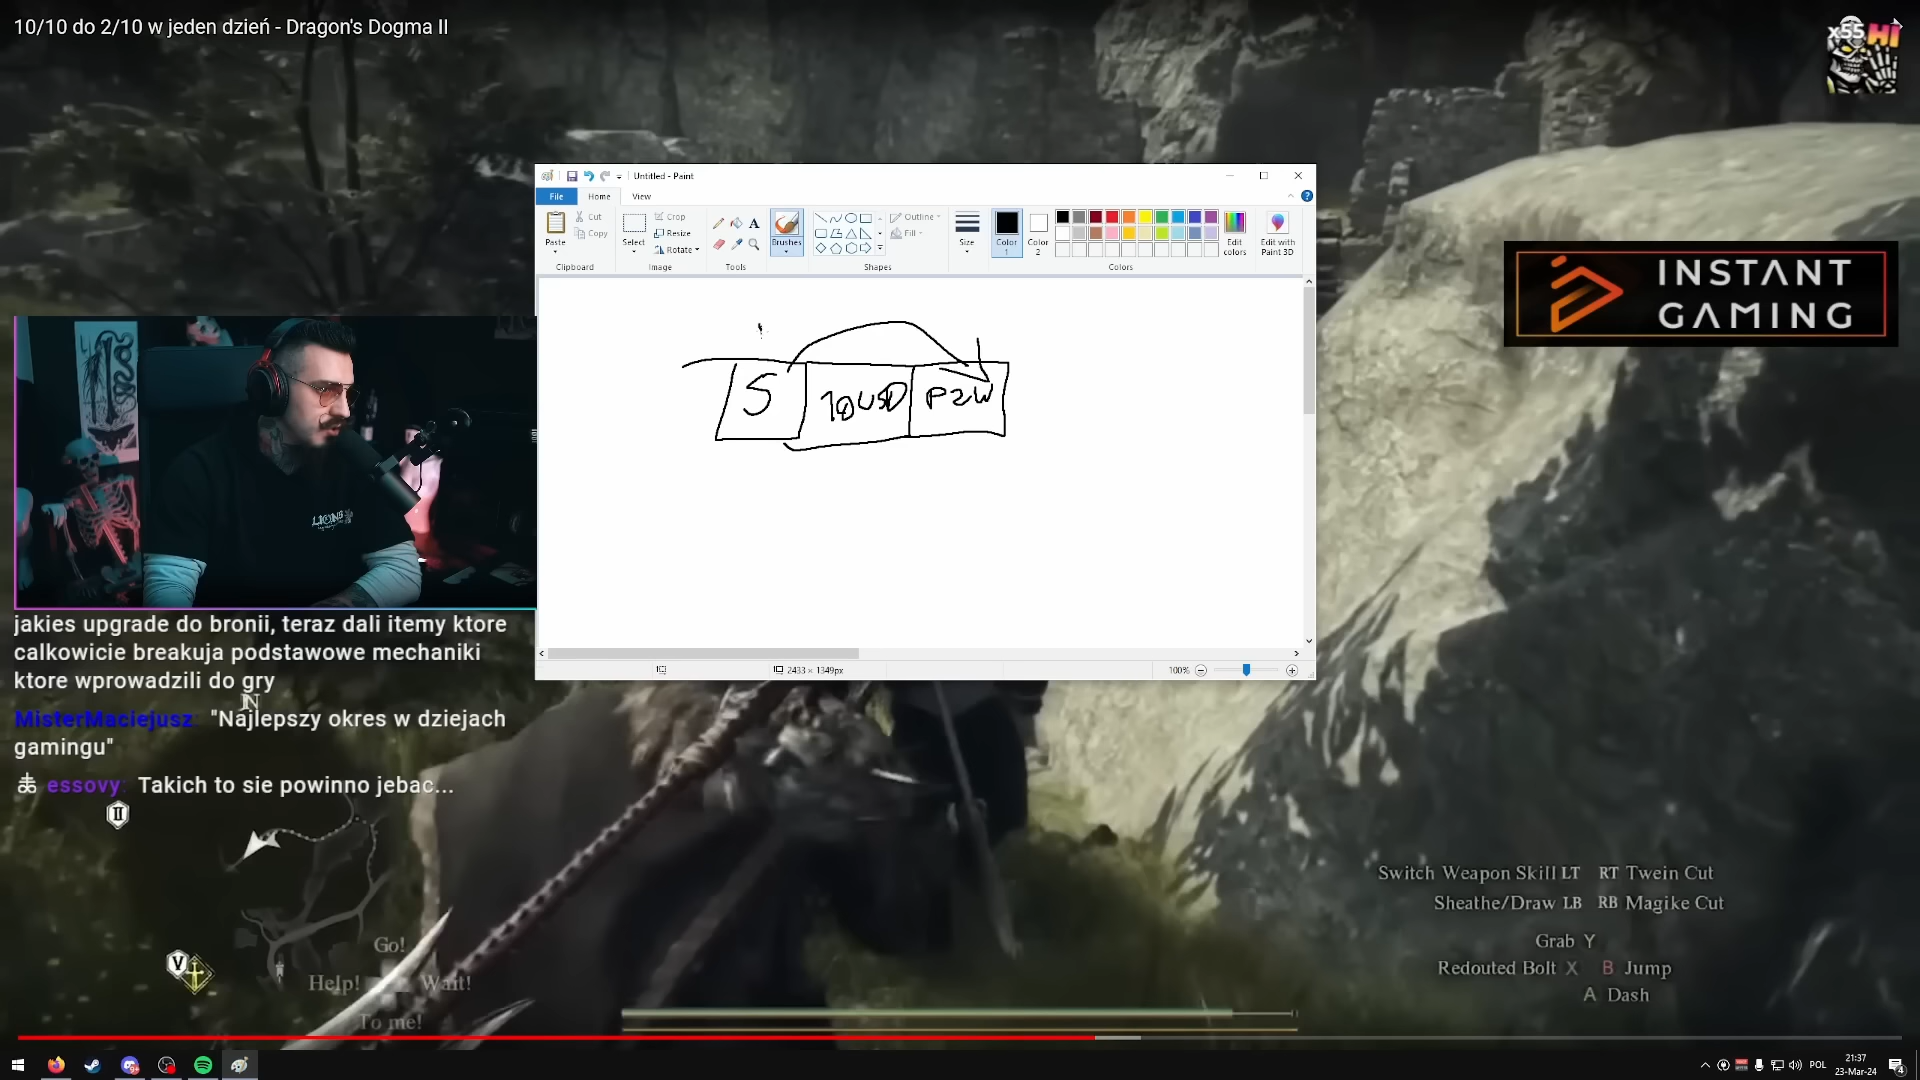 10/10 do 2/10 w jeden dzień - Dragon's Dogma II
x55 HI
Untitled - Paint
File Home View
Paste
Cut
Copy
Clipboard
Select
Crop
Resize
Rotate
Image
A
Tools
Brushes
Outline
Fill
Shapes
Size
Color 1
Color 2
Edit colors
Edit with Paint 3D
Colors
S 10USD P2W
2433 × 1349px
100%
INSTANT
GAMING
LIONS
jakies upgrade do bronii, teraz dali itemy ktore
calkowicie breakuja podstawowe mechaniki
ktore wprowadzili do gry
N
MisterMaciejusz: "Najlepszy okres w dziejach
gamingu"
essovy: Takich to sie powinno jebac...
II
V
Go!
Help! Wait!
To me!
Switch Weapon Skill LT RT Twein Cut
Sheathe/Draw LB RB Magike Cut
Grab Y
Redouted Bolt X B Jump
A Dash
POL
21:37
23-Mar-24
4